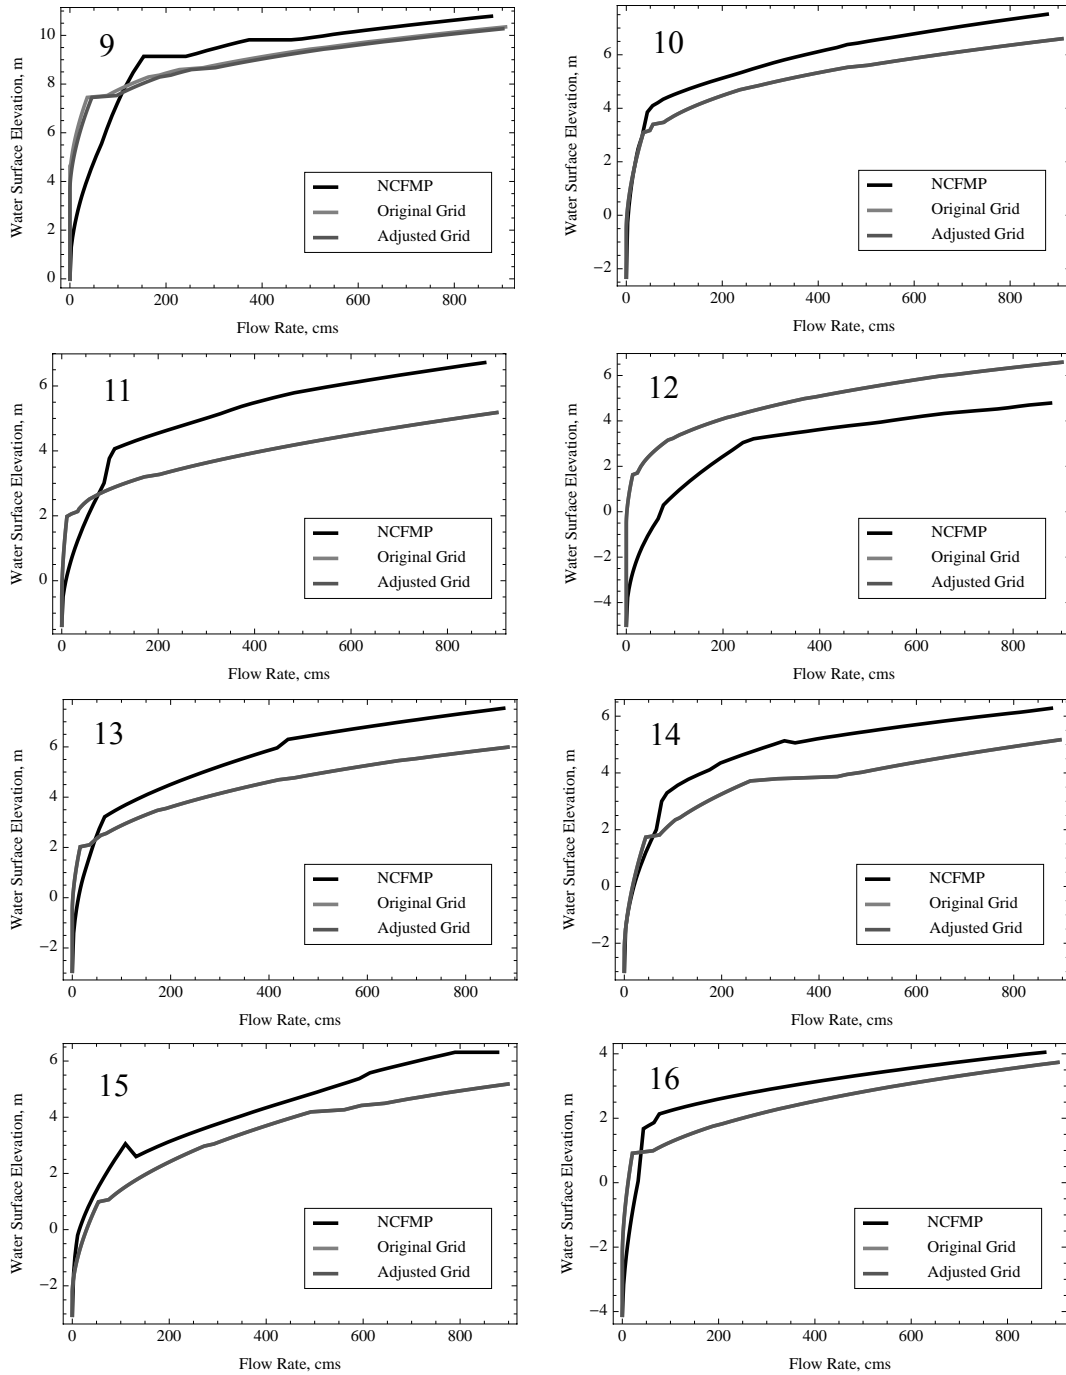 9
Water Surface Elevation, m
10
8
6
4
2
0
NCFMP
Original Grid
Adjusted Grid
0 200 400 600 800
Flow Rate, cms
10
Water Surface Elevation, m
6
4
2
0
−2
NCFMP
Original Grid
Adjusted Grid
0 200 400 600 800
Flow Rate, cms
11
Water Surface Elevation, m
6
4
2
0
NCFMP
Original Grid
Adjusted Grid
0 200 400 600 800
Flow Rate, cms
12
Water Surface Elevation, m
6
4
2
0
−2
−4
NCFMP
Original Grid
Adjusted Grid
0 200 400 600 800
Flow Rate, cms
13
Water Surface Elevation, m
6
4
2
0
−2
NCFMP
Original Grid
Adjusted Grid
0 200 400 600 800
Flow Rate, cms
14
Water Surface Elevation, m
6
4
2
0
−2
NCFMP
Original Grid
Adjusted Grid
0 200 400 600 800
Flow Rate, cms
15
Water Surface Elevation, m
6
4
2
0
−2
NCFMP
Original Grid
Adjusted Grid
0 200 400 600 800
Flow Rate, cms
16
Water Surface Elevation, m
4
2
0
−2
−4
NCFMP
Original Grid
Adjusted Grid
0 200 400 600 800
Flow Rate, cms